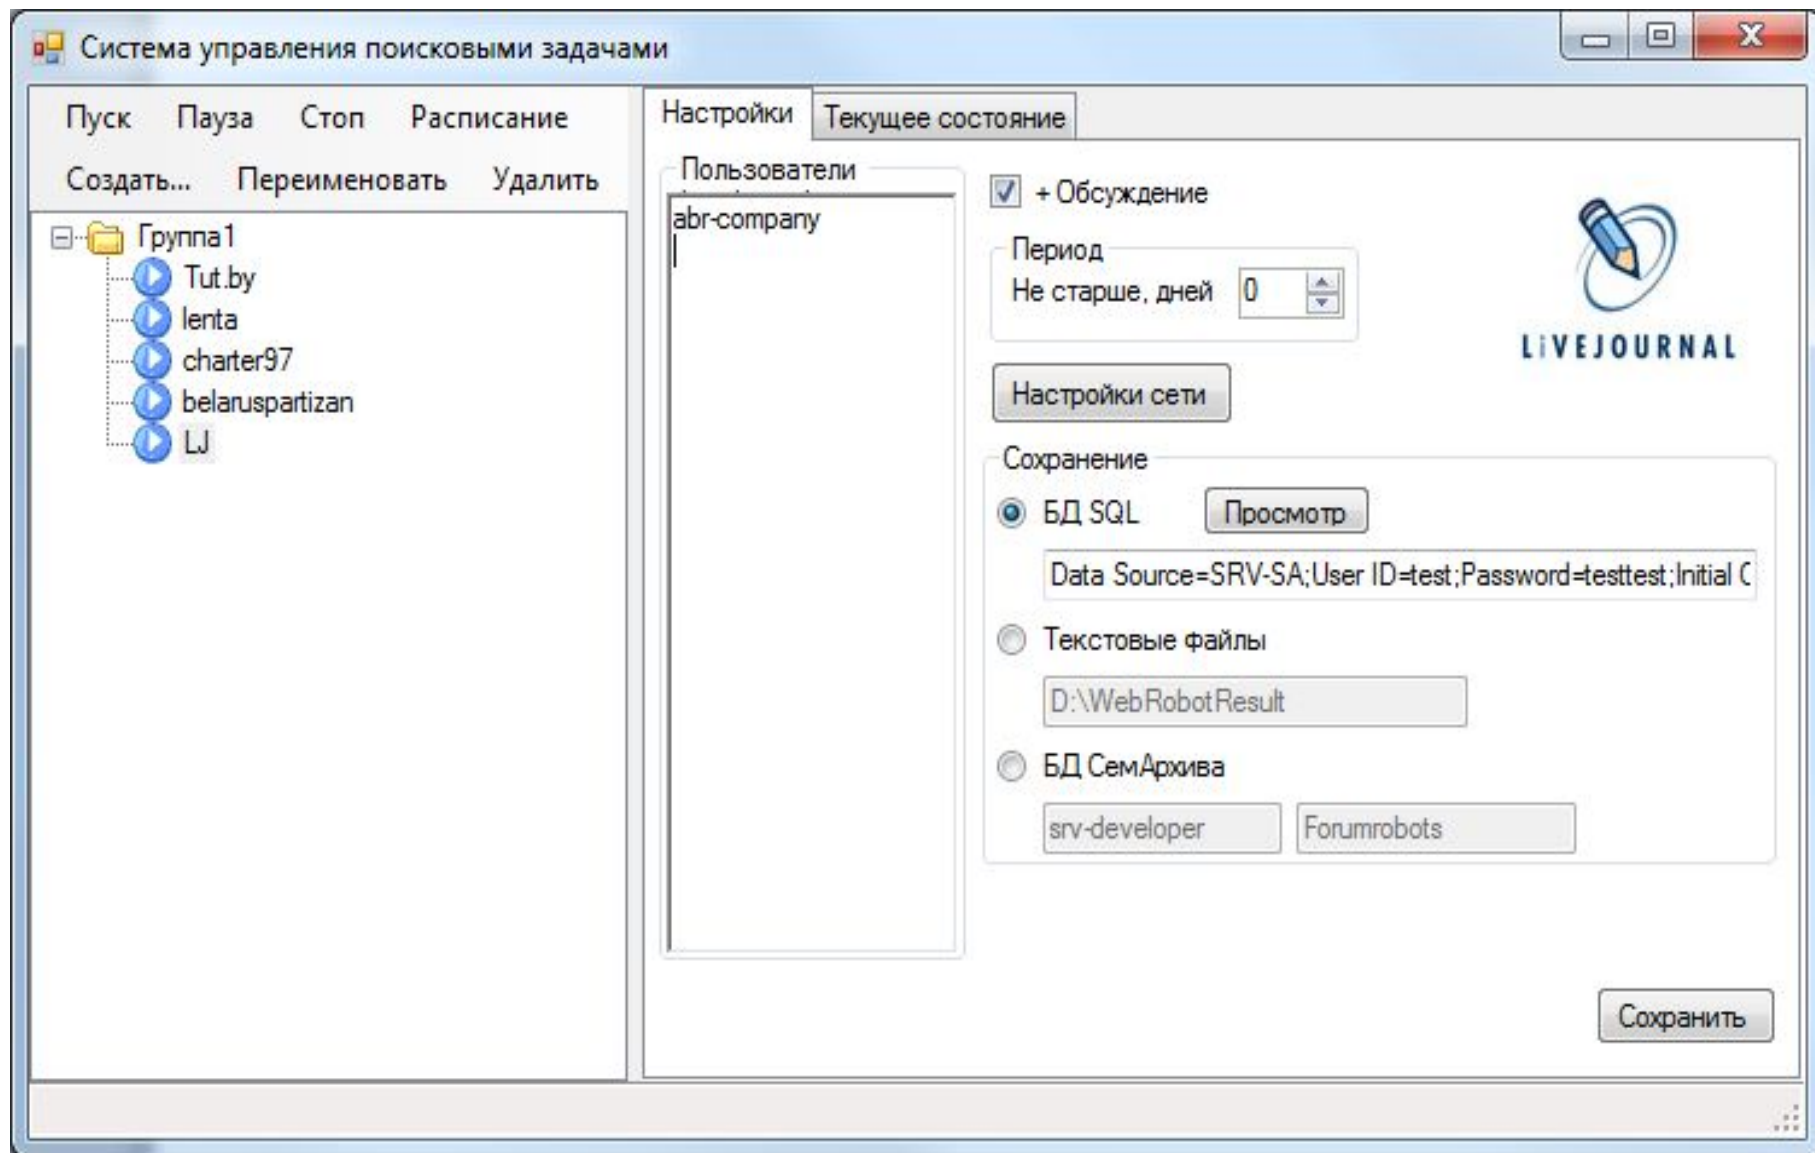 Система управления поисковыми задачами
Пуск Пауза Стоп Расписание
Создать... Переименовать Удалить
Группа1
Tut.by
lenta
charter97
belaruspartizan
LJ
Настройки Текущее состояние
Пользователи
abr-company
+ Обсуждение
Период
Не старше, дней 0
LiVEJOURNAL
Настройки сети
Сохранение
БД SQL Просмотр
Data Source=SRV-SA;User ID=test;Password=testtest;Initial C
Текстовые файлы
D:\WebRobotResult
БД СемАрхива
srv-developer Forumrobots
Сохранить